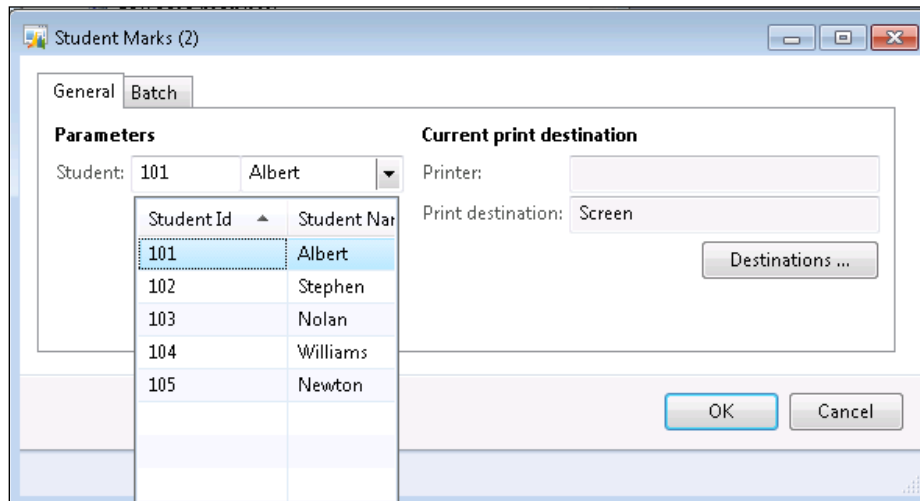 Student Marks (2)
General Batch
Parameters
Student: 101 Albert
Student Id Student Nar
101 Albert
102 Stephen
103 Nolan
104 Williams
105 Newton
Current print destination
Printer:
Print destination: Screen
Destinations ...
OK Cancel